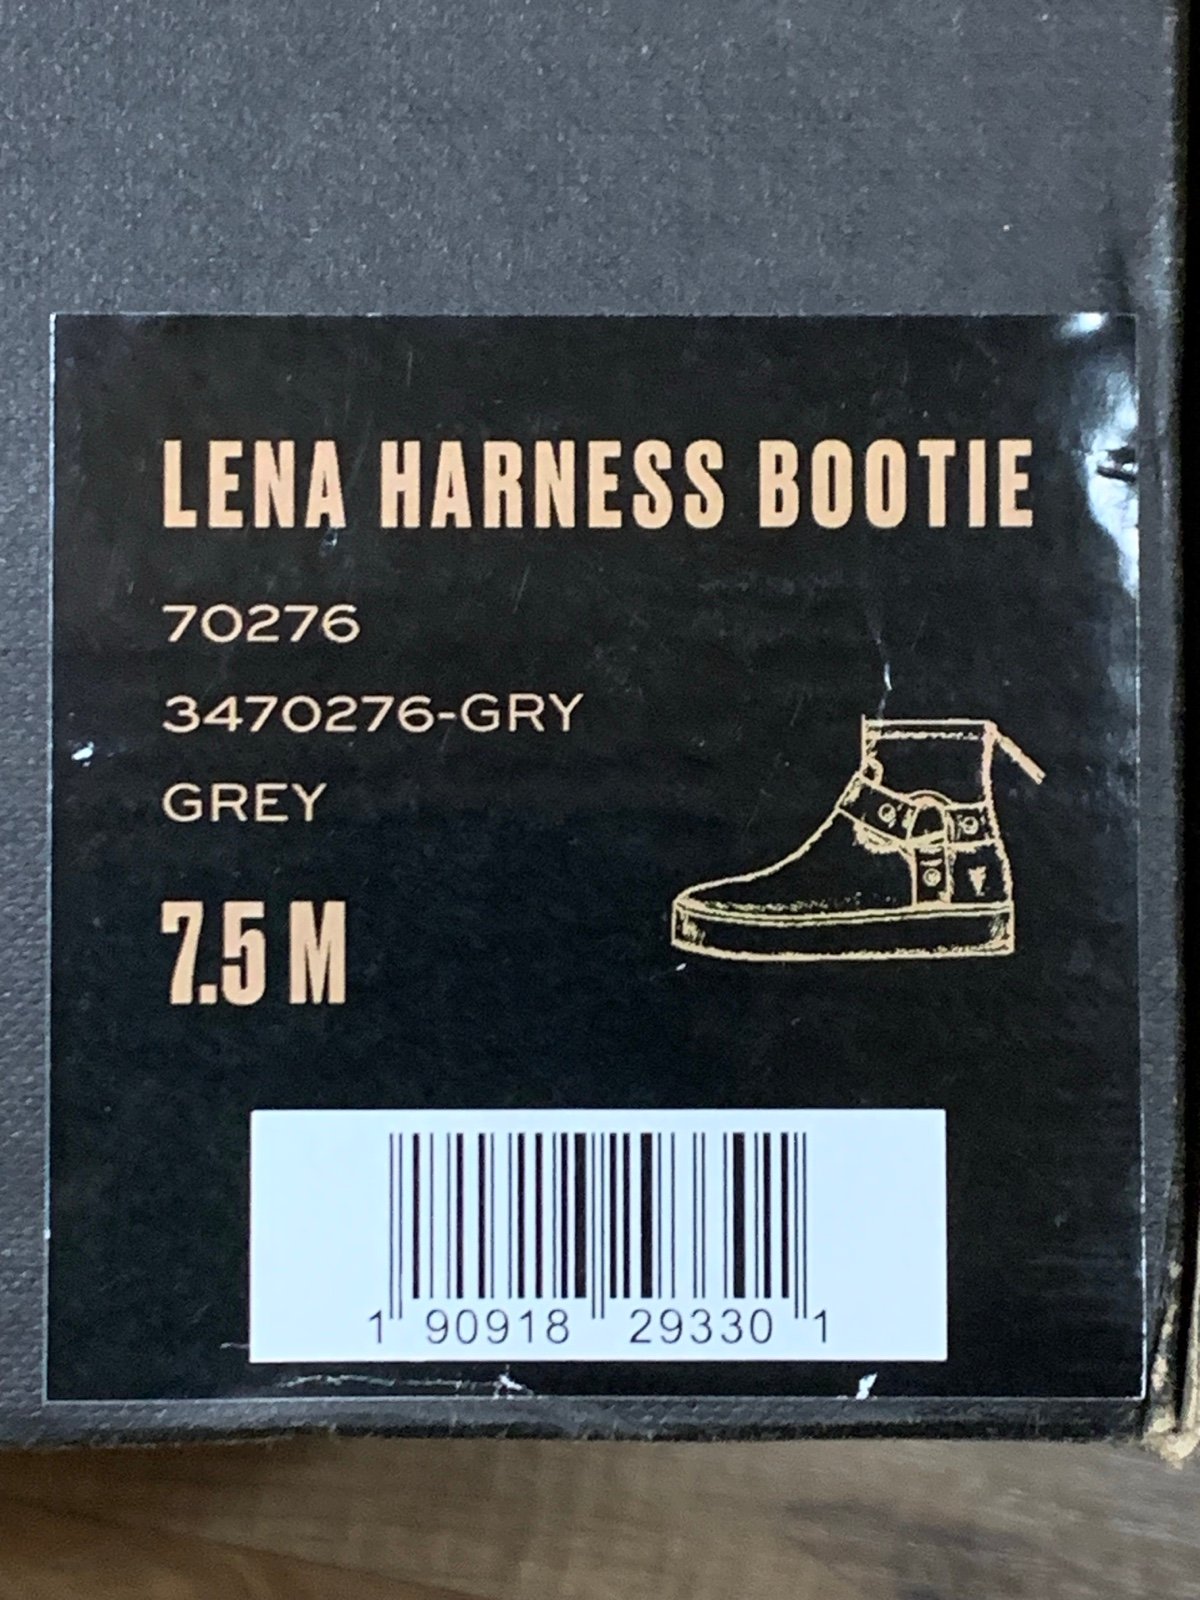 LENA HARNESS BOOTIE
70276
3470276-GRY
GREY
7.5 M
1 90918 29330 1